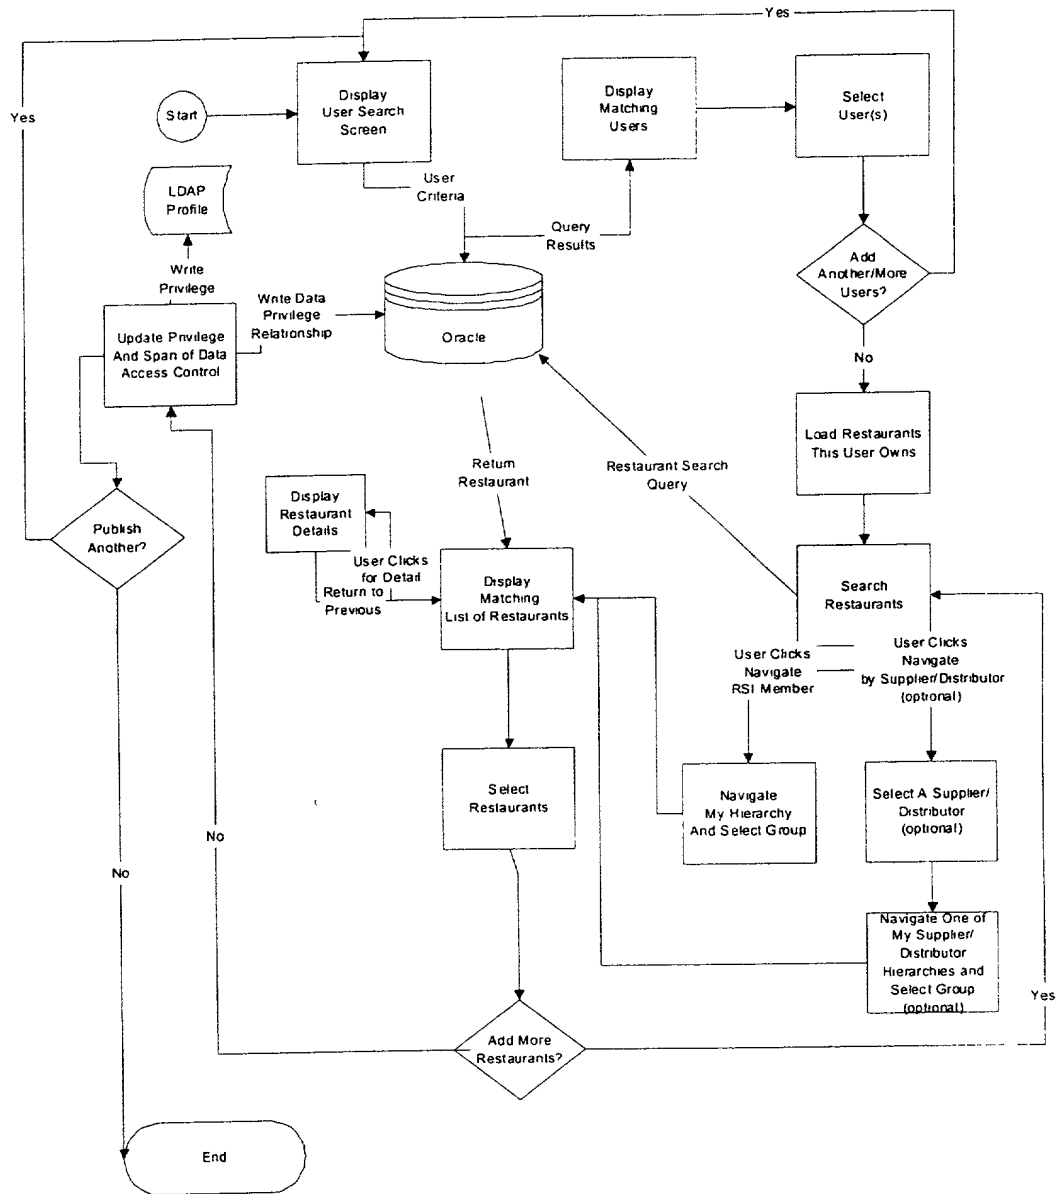 Yes
Yes
Start
Display
User Search
Screen
Display
Matching
Users
Select
User(s)
LDAP
Profile
User
Criteria
Query
Results
Add
Another/More
Users?
Write
Privilege
Write Data
Privilege
Relationship
Update Privilege
And Span of Data
Access Control
Oracle
No
Load Restaurants
This User Owns
Return
Restaurant
Restaurant Search
Query
Display
Restaurant
Details
Publish
Another?
User Clicks
for Detail
Return to
Previous
Display
Matching
List of Restaurants
Search
Restaurants
User Clicks
Navigate
RSI Member
User Clicks
Navigate
by Supplier/Distributor
(optional)
Select
Restaurants
Navigate
My Hierarchy
And Select Group
Select A Supplier/
Distributor
(optional)
No
No
Navigate One of
My Supplier/
Distributor
Hierarchies and
Select Group
(optional)
Yes
Add More
Restaurants?
End